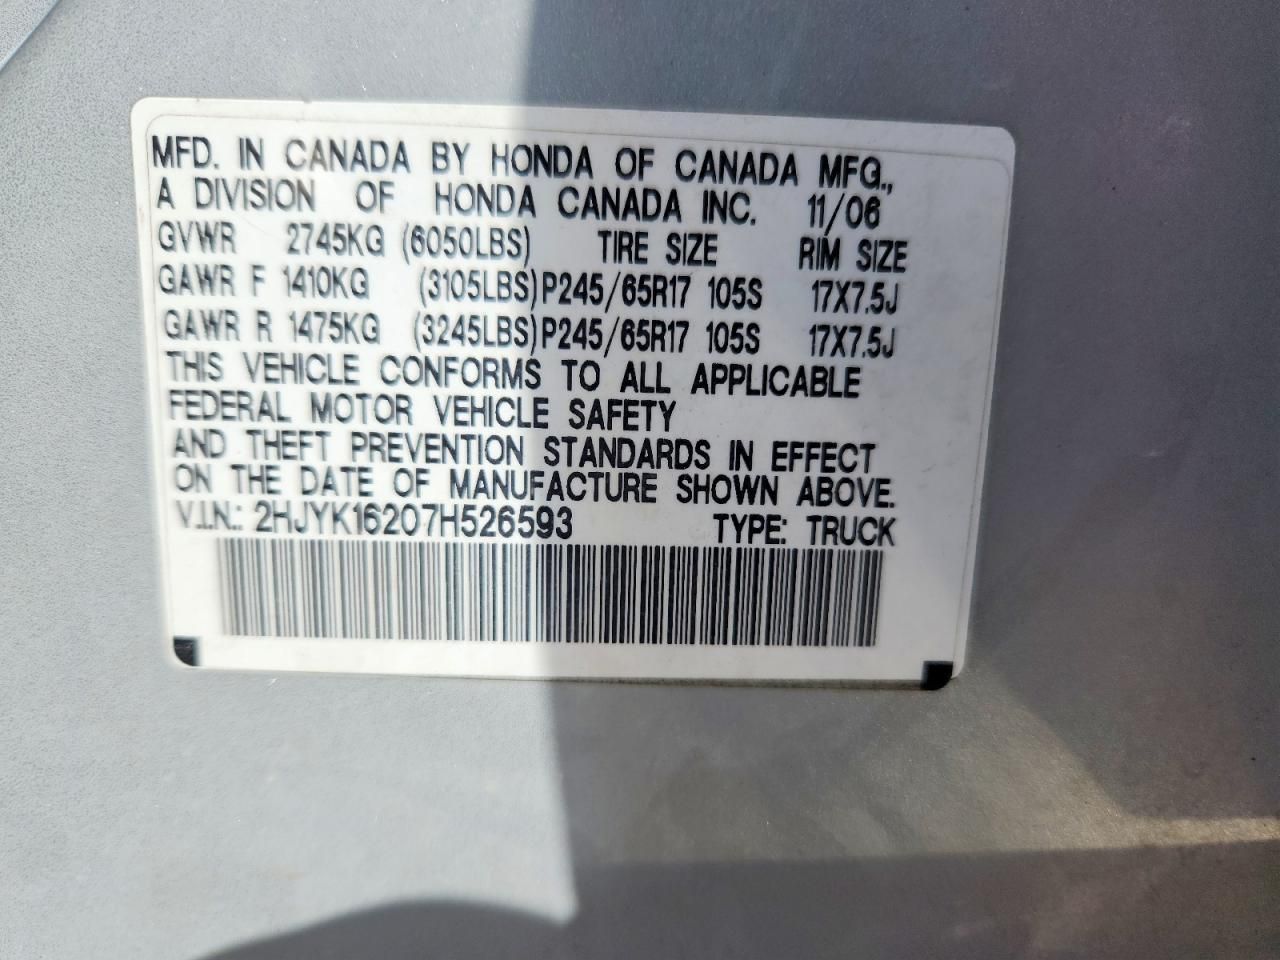 MFD. IN CANADA BY HONDA OF CANADA MFG.,
A DIVISION OF HONDA CANADA INC. 11/06
GVWR 2745KG (6050LBS) TIRE SIZE RIM SIZE
GAWR F 1410KG (3105LBS) P245/65R17 105S 17X7.5J
GAWR R 1475KG (3245LBS) P245/65R17 105S 17X7.5J
THIS VEHICLE CONFORMS TO ALL APPLICABLE
FEDERAL MOTOR VEHICLE SAFETY
AND THEFT PREVENTION STANDARDS IN EFFECT
ON THE DATE OF MANUFACTURE SHOWN ABOVE.
V.I.N.: 2HJYK16207H526593 TYPE: TRUCK